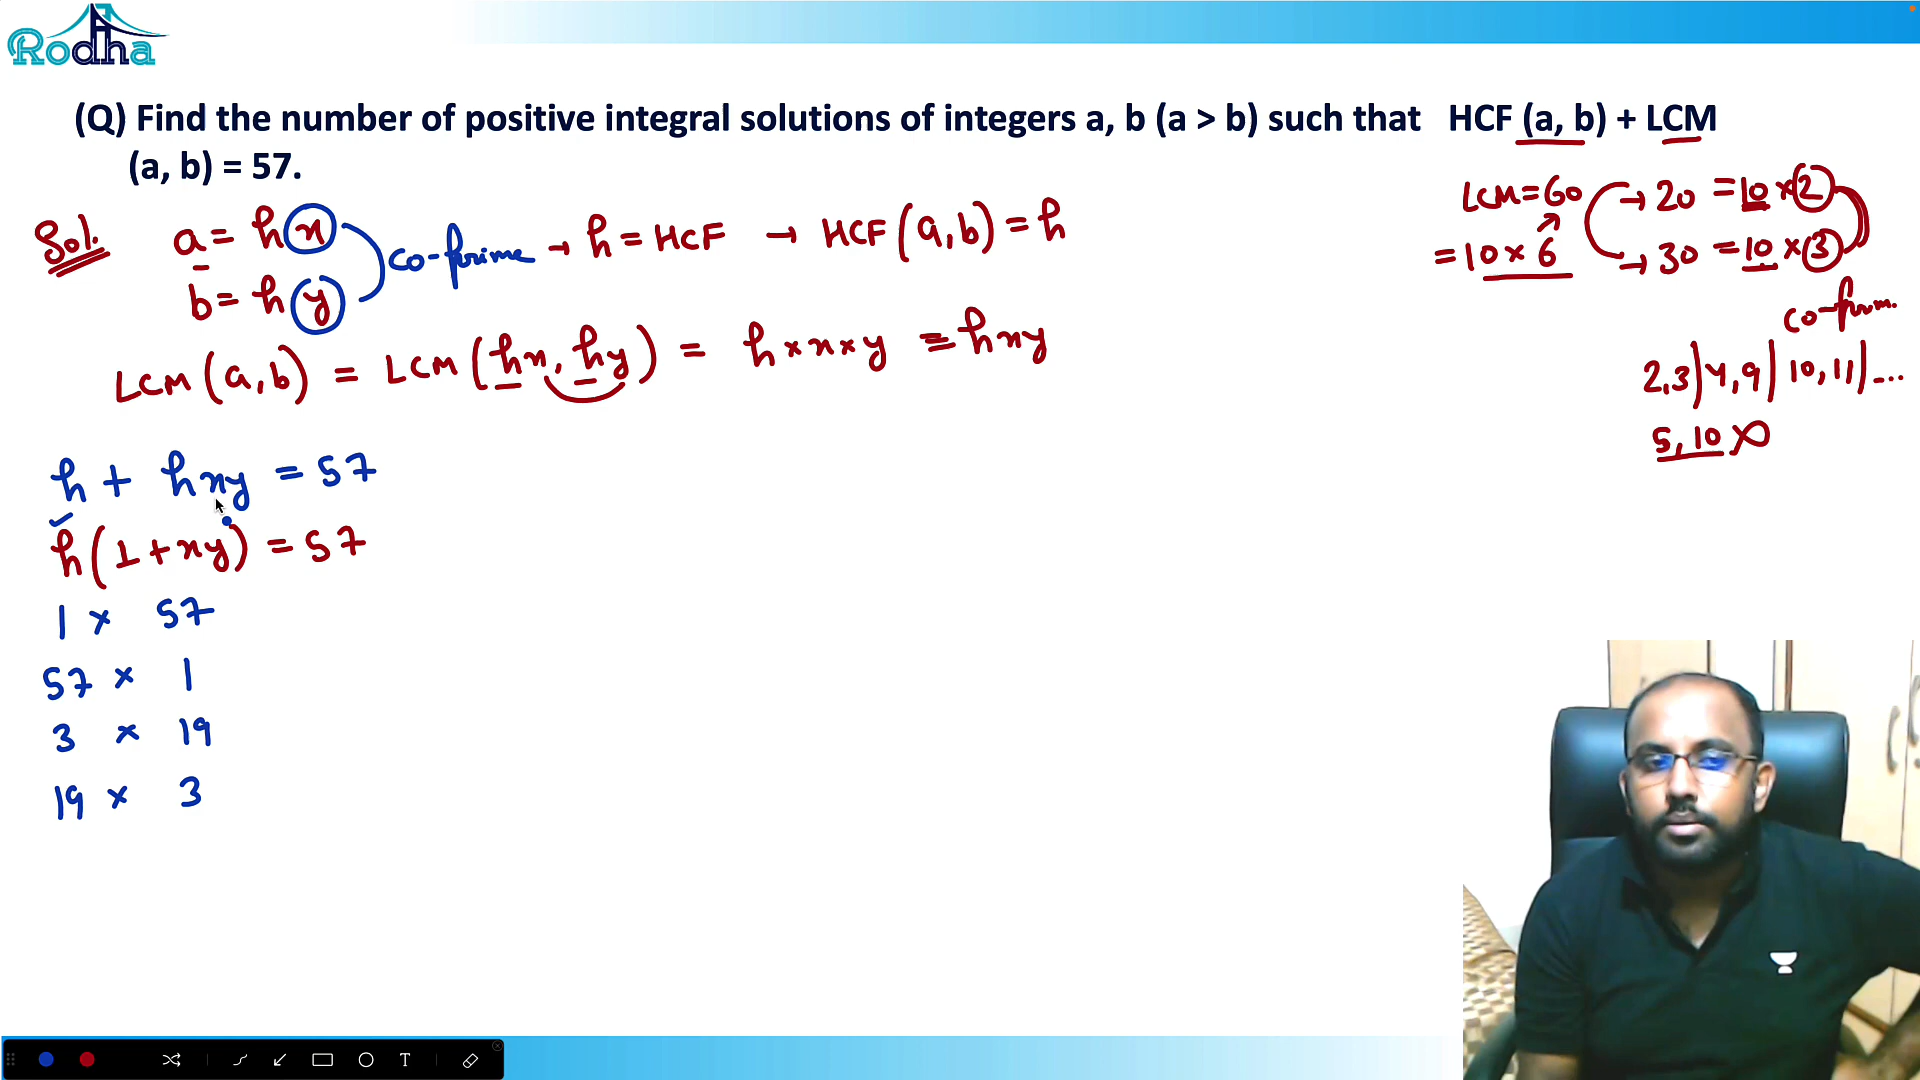 Rodha
(Q) Find the number of positive integral solutions of integers a, b (a > b) such that HCF (a, b) + LCM
(a, b) = 57.
Sol.
a = h x
b = h y
co-prime → h = HCF → HCF (a, b) = h
LCM (a, b) = LCM (hx, hy) = h × x × y = hxy
LCM = 60 → 20 = 10 × 2
= 10 × 6 → 30 = 10 × 3
co-prim.
2,3 | 4,9 | 10,11 | ...
5,10 ×
h + hxy = 57
h (1 + xy) = 57
1 × 57
57 × 1
3 × 19
19 × 3
T